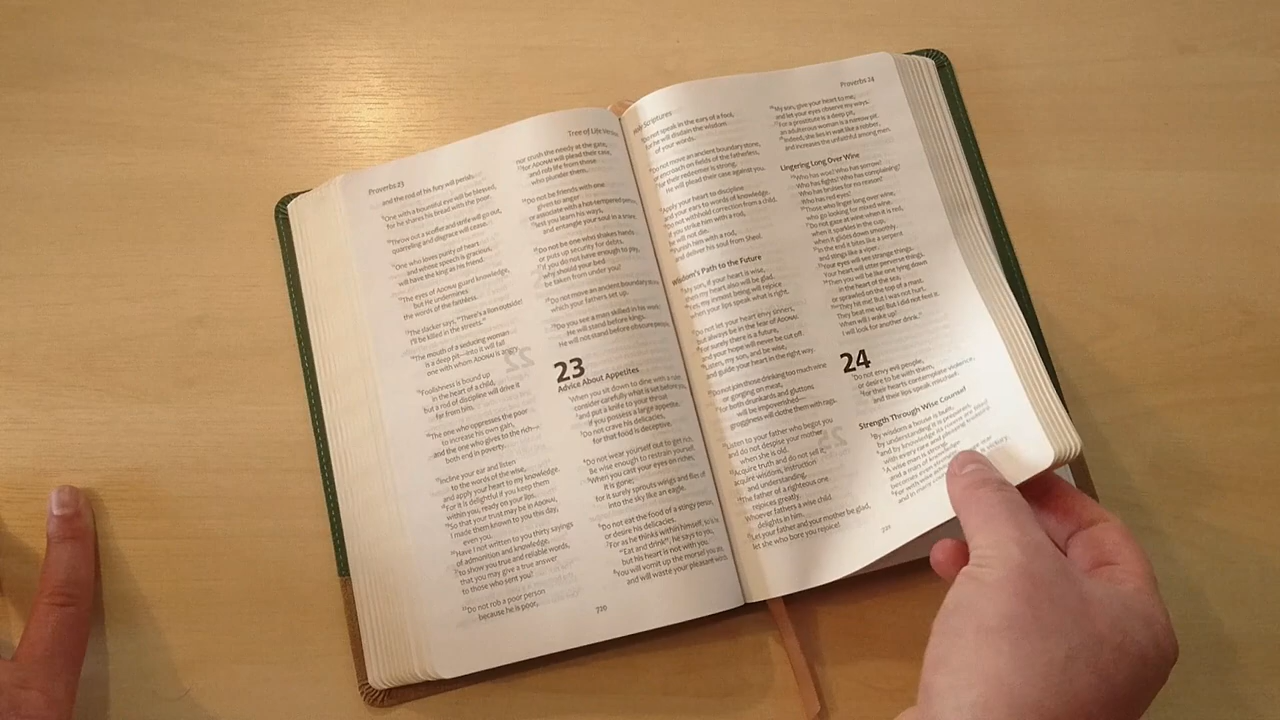 Proverbs 23
and the rod of his fury will perish.
9One with a bountiful eye will be blessed,
for he shares his bread with the poor.
10Throw out a scoffer and strife will go out,
quarreling and disgrace will cease.
11One who loves purity of heart
and whose speech is gracious,
will have the king as his friend.
12The eyes of ADONAI guard knowledge,
but He undermines
the words of the faithless.
13The slacker says, "There's a lion outside!
I'll be killed in the streets."
14The mouth of a seducing woman
is a deep pit—into it will fall
one with whom ADONAI is angry
15Foolishness is bound up
in the heart of a child,
but a rod of discipline will drive it
far from him.
16The one who oppresses the poor
to increase his own gain,
and the one who gives to the rich—
both end in poverty.
17Incline your ear and listen
to the words of the wise,
and apply your heart to my knowledge.
18For it is delightful if you keep them
within you, ready on your lips.
19So that your trust may be in ADONAI,
I made them known to you this day,
even you.
20Have I not written to you thirty sayings
of admonition and knowledge,
21to show you true and reliable words,
that you may give a true answer
to those who sent you?
22Do not rob a poor person
because he is poor,
Tree of Life Version
nor crush the needy at the gate,
23for ADONAI will plead their case,
and rob life from those
who plunder them.
24Do not be friends with one
given to anger
or associate with a hot-tempered person,
25lest you learn his ways,
and entangle your soul in a snare.
26Do not be one who shakes hands
or puts up security for debts.
27If you do not have enough to pay,
why should your bed
be taken from under you?
28Do not move an ancient boundary stone
which your fathers set up.
29Do you see a man skilled in his work?
He will stand before kings.
He will not stand before obscure people.
23
Advice About Appetites
1When you sit down to dine with a ruler,
consider carefully what is set before you,
2and put a knife to your throat
if you possess a large appetite.
3Do not crave his delicacies,
for that food is deceptive.
4Do not wear yourself out to get rich.
Be wise enough to restrain yourself.
5When you cast your eyes on riches,
it is gone,
for it surely sprouts wings and flies off
into the sky like an eagle.
6Do not eat the food of a stingy person,
or desire his delicacies.
7For as he thinks within himself, so he is
"Eat and drink", he says to you,
but his heart is not with you.
8You will vomit up the morsel you ate,
and will waste your pleasant words.
720
Holy Scriptures
9Do not speak in the ears of a fool,
for he will disdain the wisdom
of your words.
10Do not move an ancient boundary stone,
or encroach on fields of the fatherless,
11for their redeemer is strong,
He will plead their case against you.
12Apply your heart to discipline
and your ears to words of knowledge.
13Do not withhold correction from a child.
If you strike him with a rod,
he will not die.
14Punish him with a rod,
and deliver his soul from Sheol.
Wisdom's Path to the Future
15My son, if your heart is wise,
then my heart also will be glad.
16Yes, my inmost being will rejoice
when your lips speak what is right.
17Do not let your heart envy sinners,
but always be in the fear of ADONAI.
18For surely there is a future,
and your hope will never be cut off.
19Listen, my son, and be wise,
and guide your heart in the right way.
20Do not join those drinking too much wine
or gorging on meat,
21for both drunkards and gluttons
will be impoverished—
grogginess will clothe them with rags.
22Listen to your father who begot you
and do not despise your mother
when she is old.
23Acquire truth and do not sell it,
wisdom, instruction
and understanding.
24The father of a righteous one
rejoices greatly.
Whoever fathers a wise child
delights in him.
25Let your father and your mother be glad,
let she who bore you rejoice!
Proverbs 24
26My son, give your heart to me,
and let your eyes observe my ways.
27For a prostitute is a deep pit,
an adulterous woman is a narrow pit.
28Indeed, she lies in wait like a robber,
and increases the unfaithful among men.
Lingering Long Over Wine
29Who has woe? Who has sorrow?
Who has fights? Who has complaining?
Who has bruises for no reason?
Who has red eyes?
30Those who linger long over wine,
who go looking for mixed wine.
31Do not gaze at wine when it is red,
when it sparkles in the cup,
when it glides down smoothly.
32In the end it bites like a serpent
and stings like a viper.
33Your eyes will see strange things,
Your heart will utter perverse things,
34Then you will be like one lying down
in the heart of the sea,
or sprawled on the top of a mast.
35"They hit me! But I was not hurt.
They beat me up! But I did not feel it.
When will I wake up?
I will look for another drink."
24
1Do not envy evil people,
or desire to be with them,
2for their hearts contemplate violence,
and their lips speak mischief.
Strength Through Wise Counsel
3By wisdom a house is built,
by understanding it is prepared,
4and by knowledge its rooms are filled
with every rare and pleasing treasure.
5A wise man is strong,
and a man of knowledge
becomes even stronger.
6For with wise
and in many
is victory.
721